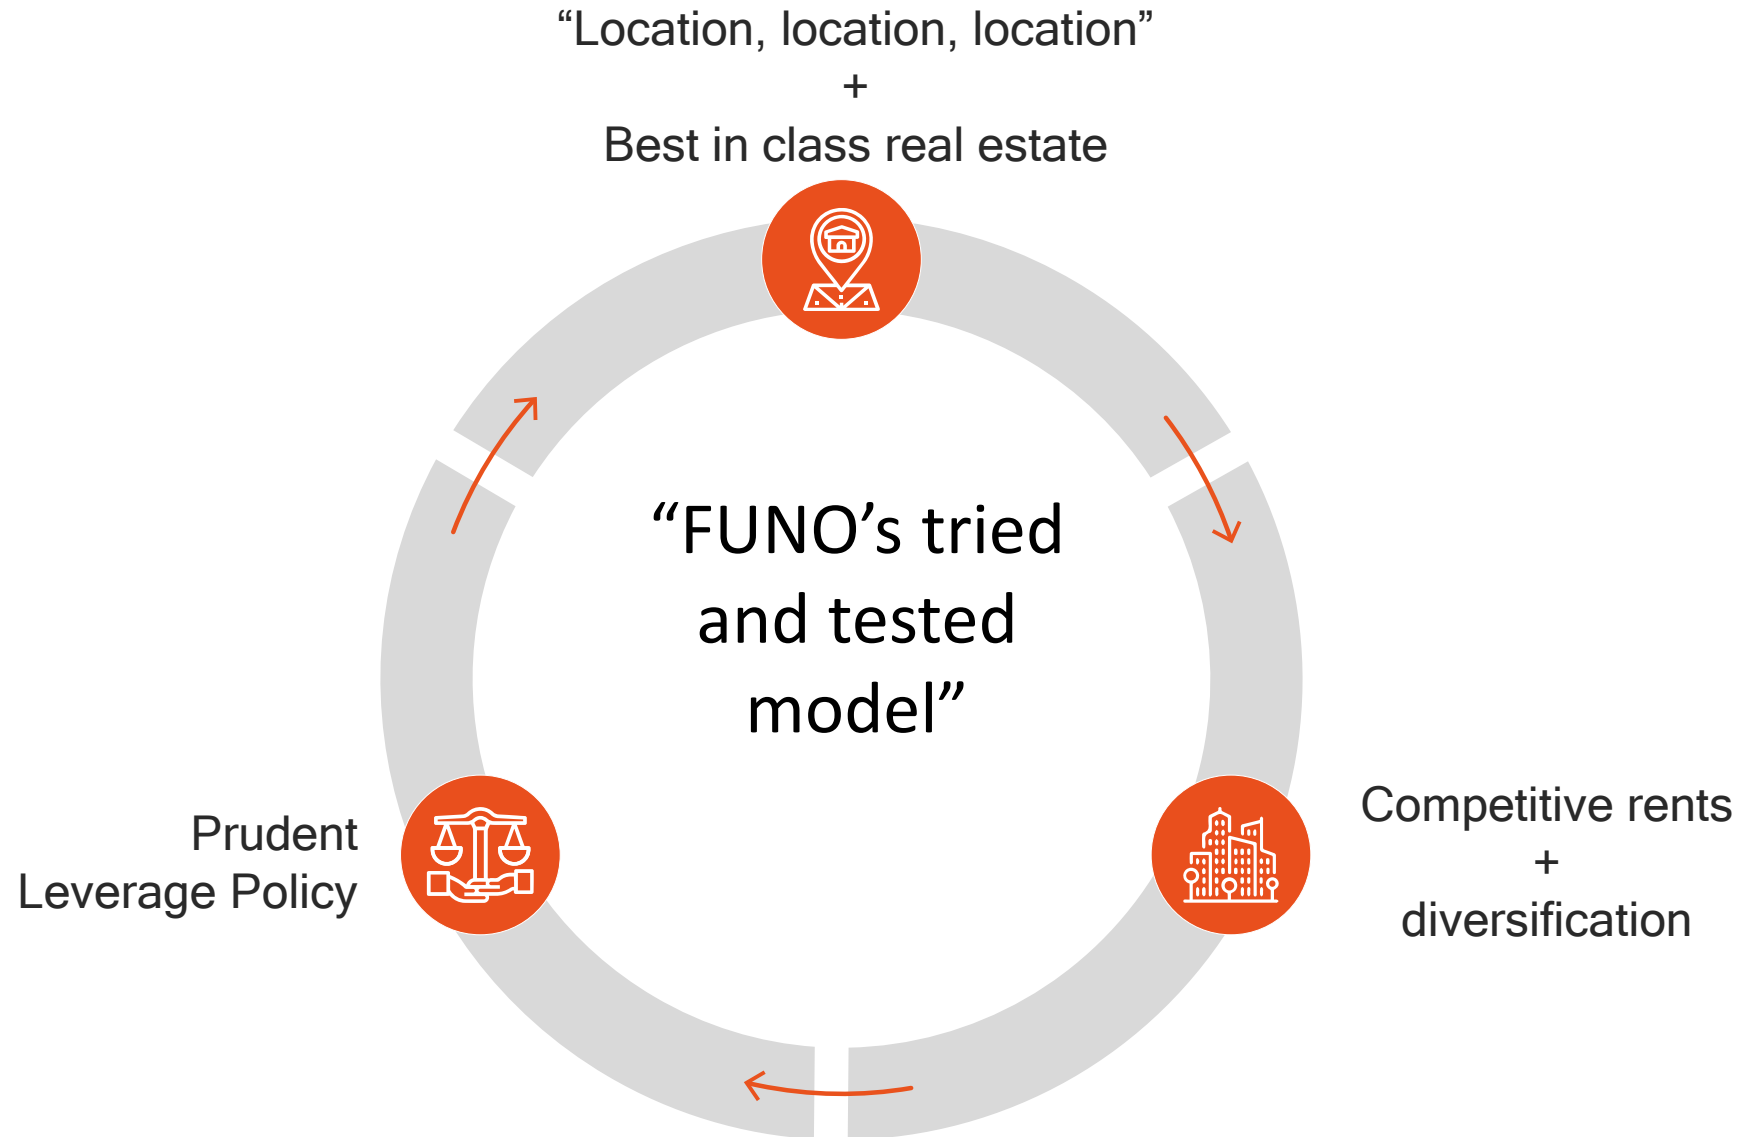 “Location, location, location”
+
Best in class real estate
“FUNO’s tried
and tested
model”
Prudent
Leverage Policy
Competitive rents
+
diversification